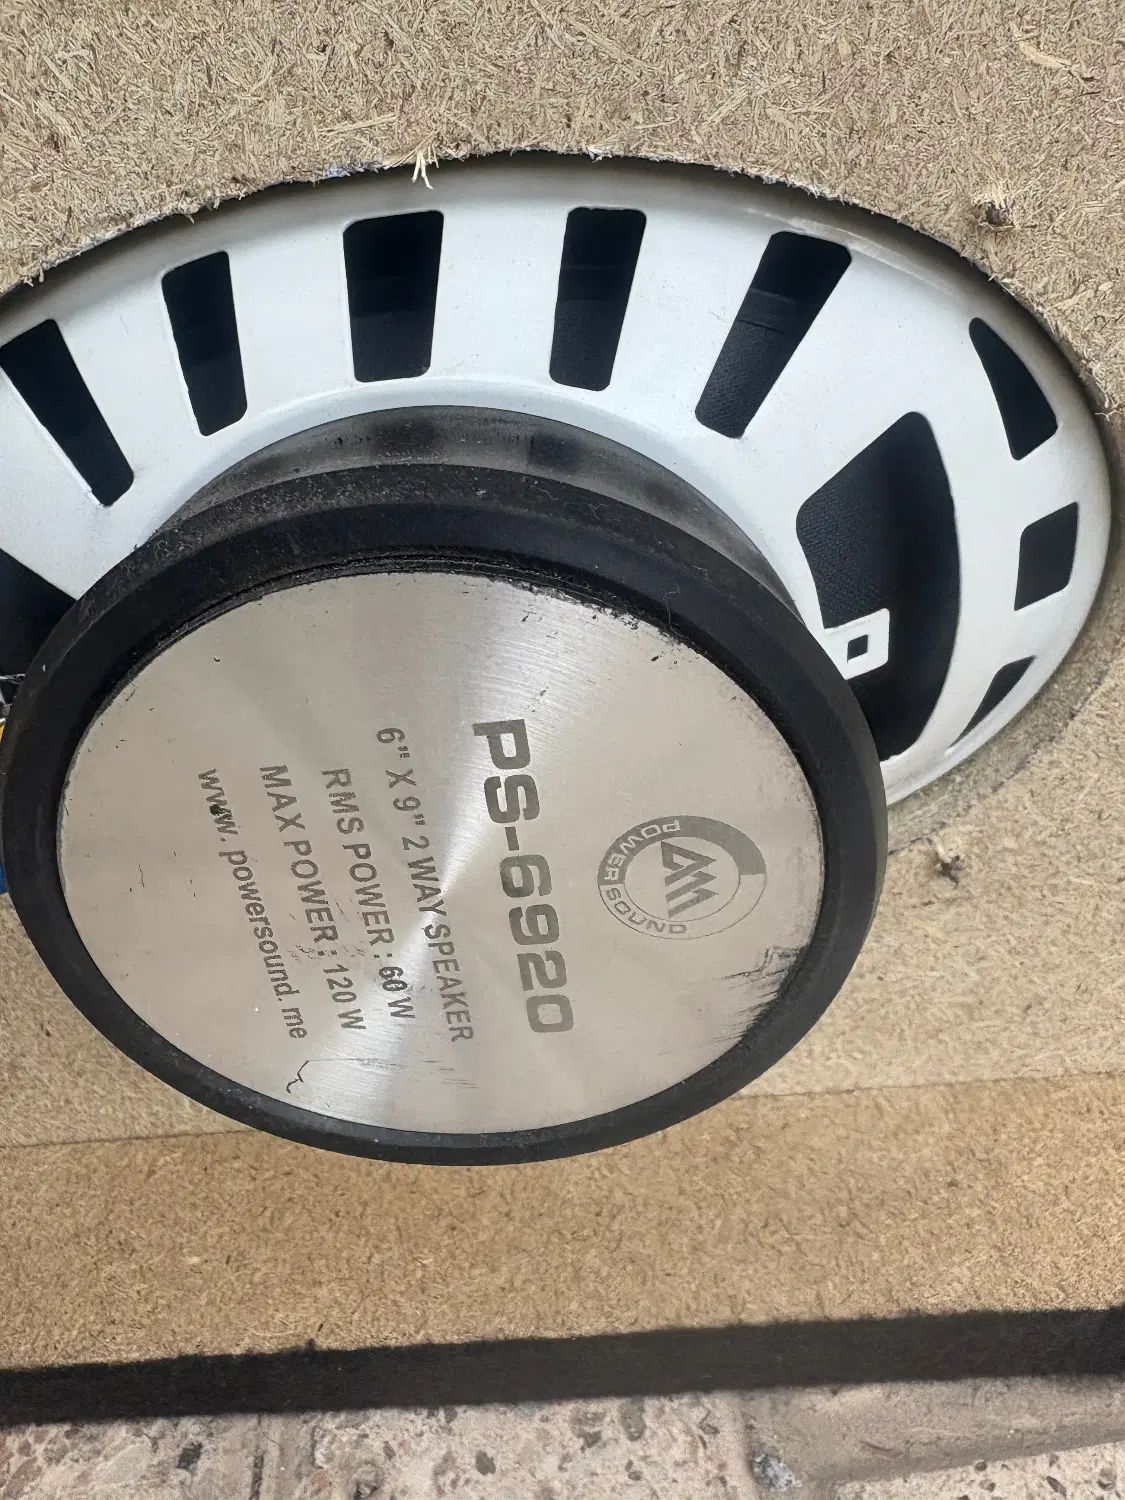 POWER SOUND
PS-6920
6" X 9" 2 WAY SPEAKER
RMS POWER : 60 W
MAX POWER : 120 W
www. powersound. me